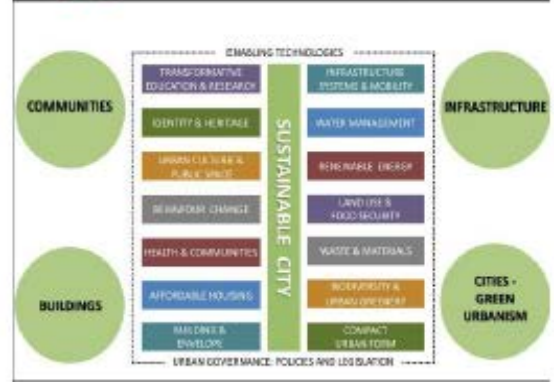 ENABLING TECHNOLOGIES
COMMUNITIES
BUILDINGS
TRANSFORMATIVE
EDUCATION & RESEARCH
IDENTITY & HERITAGE
URBAN CULTURE &
PUBLIC SPACE
BEHAVIOUR CHANGE
HEALTH & COMMUNITIES
AFFORDABLE HOUSING
BUILDING &
ENVELOPE
SUSTAINABLE CITY
INFRASTRUCTURE
SYSTEMS & MOBILITY
WATER MANAGEMENT
RENEWABLE ENERGY
LAND USE &
FOOD SECURITY
WASTE & MATERIALS
BIODIVERSITY &
URBAN GREENERY
COMPACT
URBAN FORM
INFRASTRUCTURE
CITIES -
GREEN
URBANISM
URBAN GOVERNANCE: POLICIES AND LEGISLATION